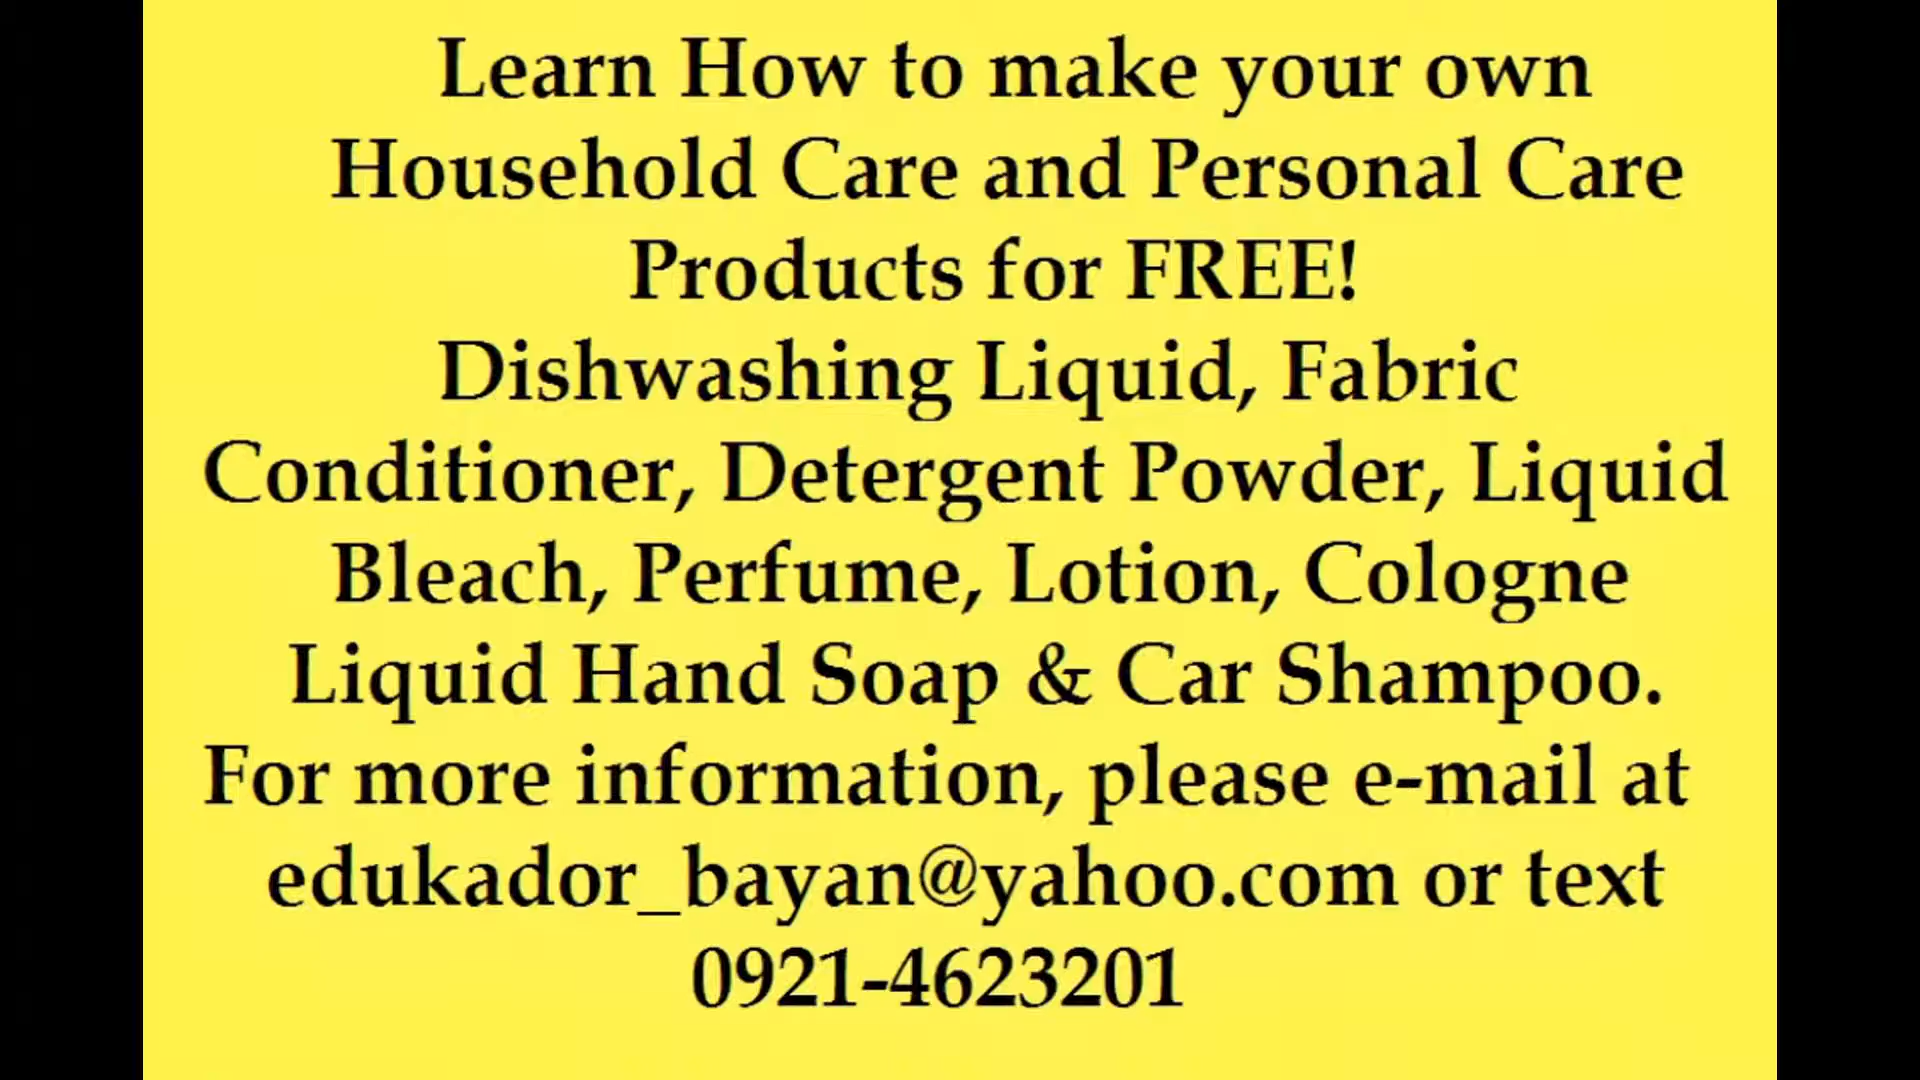 Learn How to make your own
Household Care and Personal Care
Products for FREE!
Dishwashing Liquid, Fabric
Conditioner, Detergent Powder, Liquid
Bleach, Perfume, Lotion, Cologne
Liquid Hand Soap & Car Shampoo.
For more information, please e-mail at
edukador_bayan@yahoo.com or text
0921-4623201